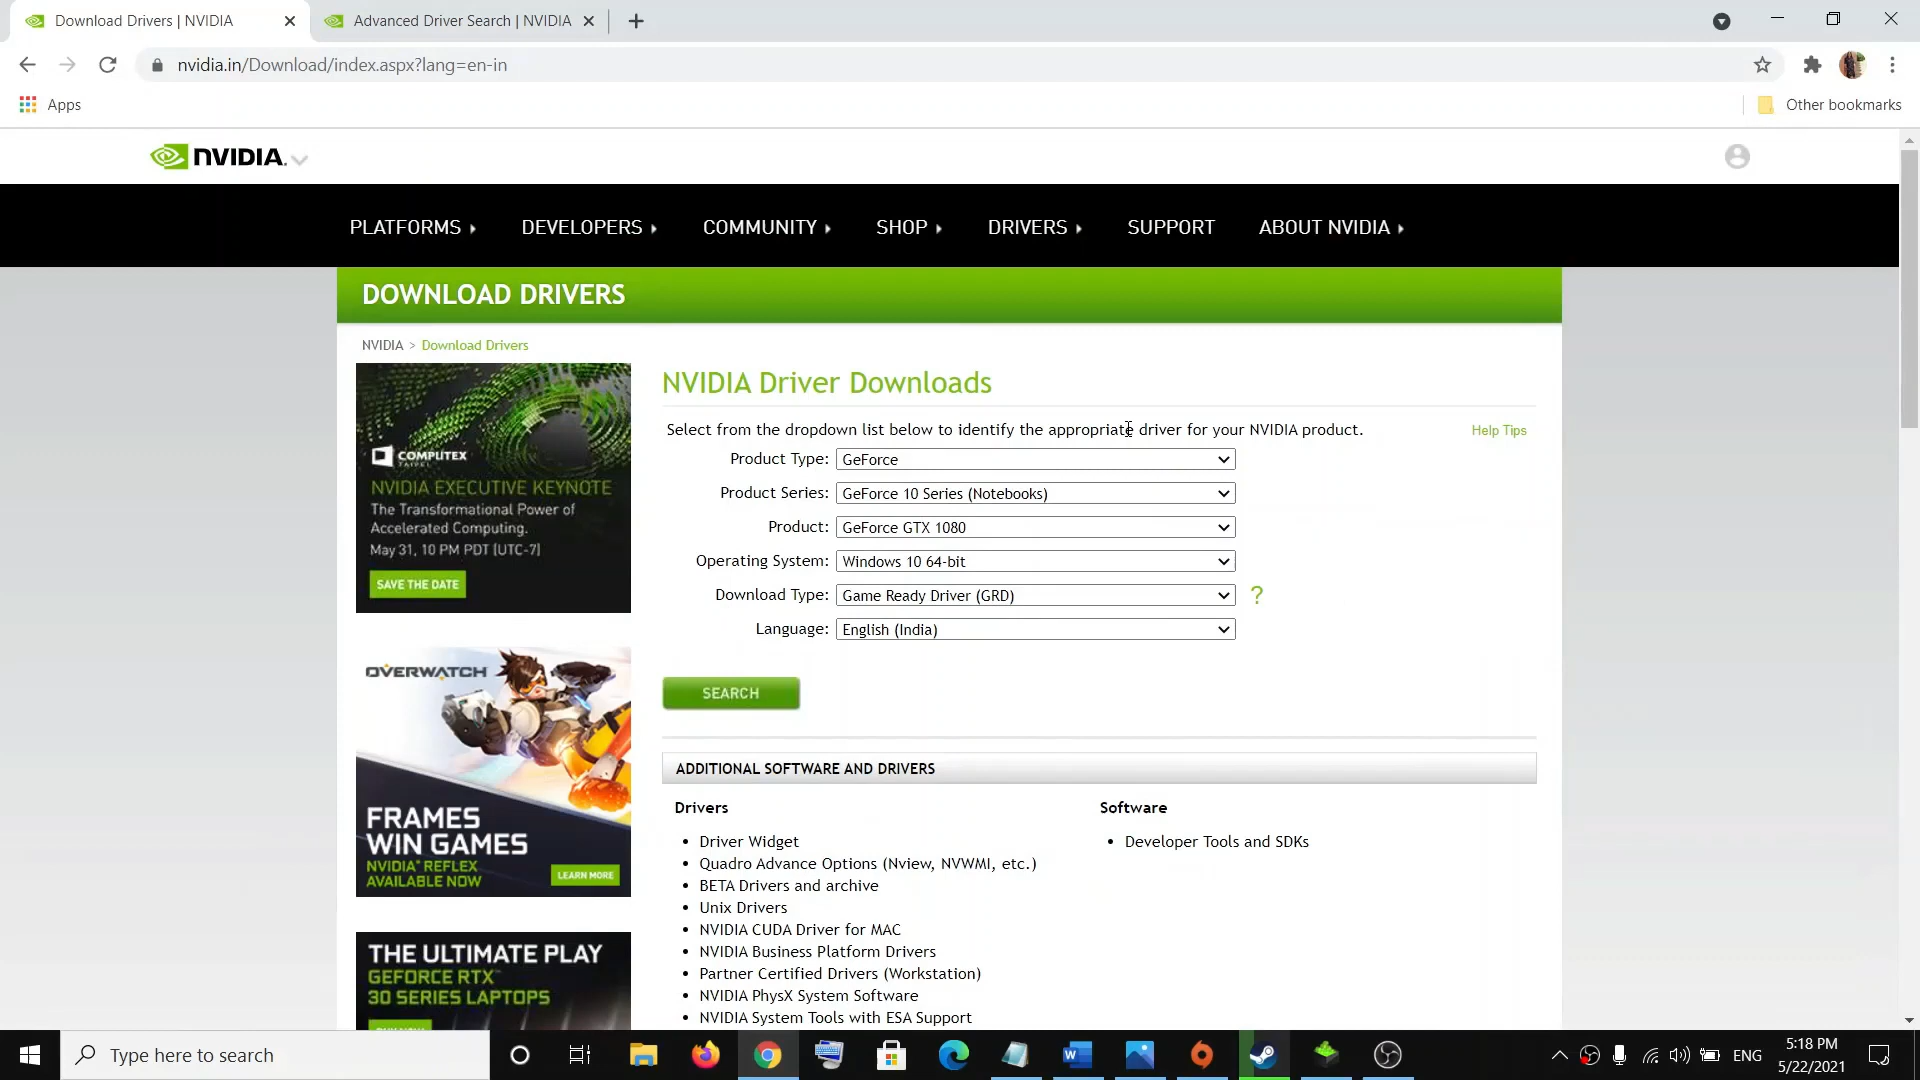 Download Drivers | NVIDIA
Advanced Driver Search | NVIDIA
nvidia.in/Download/index.aspx?lang=en-in
Apps
Other bookmarks
NVIDIA.
PLATFORMS
DEVELOPERS
COMMUNITY
SHOP
DRIVERS
SUPPORT
ABOUT NVIDIA
DOWNLOAD DRIVERS
NVIDIA > Download Drivers
COMPUTEX
TAIPEI
NVIDIA EXECUTIVE KEYNOTE
The Transformational Power of
Accelerated Computing.
May 31, 10 PM PDT [UTC-7]
SAVE THE DATE
OVERWATCH
FRAMES
WIN GAMES
NVIDIA® REFLEX
AVAILABLE NOW
LEARN MORE
THE ULTIMATE PLAY
GEFORCE RTX™
30 SERIES LAPTOPS
NVIDIA Driver Downloads
Select from the dropdown list below to identify the appropriate driver for your NVIDIA product.
Help Tips
Product Type: GeForce
Product Series: GeForce 10 Series (Notebooks)
Product: GeForce GTX 1080
Operating System: Windows 10 64-bit
Download Type: Game Ready Driver (GRD) ?
Language: English (India)
SEARCH
ADDITIONAL SOFTWARE AND DRIVERS
Drivers
• Driver Widget
• Quadro Advance Options (Nview, NVWMI, etc.)
• BETA Drivers and archive
• Unix Drivers
• NVIDIA CUDA Driver for MAC
• NVIDIA Business Platform Drivers
• Partner Certified Drivers (Workstation)
• NVIDIA PhysX System Software
• NVIDIA System Tools with ESA Support
Software
• Developer Tools and SDKs
Type here to search
ENG
5:18 PM
5/22/2021